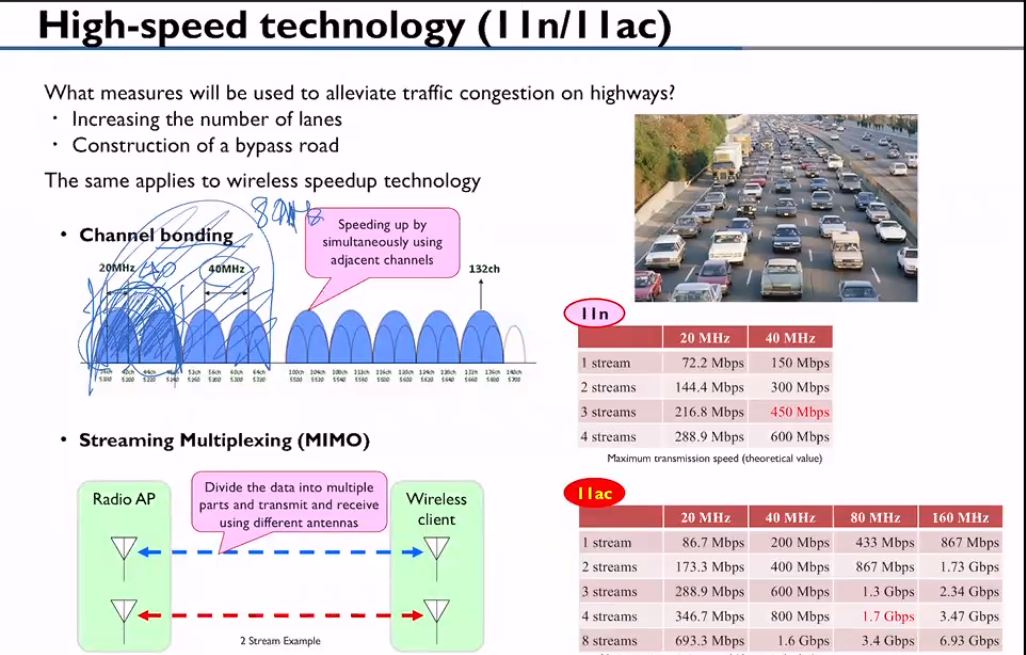 High-speed technology (11n/11ac)
What measures will be used to alleviate traffic congestion on highways?
・ Increasing the number of lanes
・ Construction of a bypass road
The same applies to wireless speedup technology
• Channel bonding
80MHz
Speeding up by
simultaneously using
adjacent channels
20MHz
40MHz
132ch
• Streaming Multiplexing (MIMO)
Radio AP
Divide the data into multiple
parts and transmit and receive
using different antennas
Wireless
client
2 Stream Example
11n
20 MHz 40 MHz
1 stream 72.2 Mbps 150 Mbps
2 streams 144.4 Mbps 300 Mbps
3 streams 216.8 Mbps 450 Mbps
4 streams 288.9 Mbps 600 Mbps
Maximum transmission speed (theoretical value)
11ac
20 MHz 40 MHz 80 MHz 160 MHz
1 stream 86.7 Mbps 200 Mbps 433 Mbps 867 Mbps
2 streams 173.3 Mbps 400 Mbps 867 Mbps 1.73 Gbps
3 streams 288.9 Mbps 600 Mbps 1.3 Gbps 2.34 Gbps
4 streams 346.7 Mbps 800 Mbps 1.7 Gbps 3.47 Gbps
8 streams 693.3 Mbps 1.6 Gbps 3.4 Gbps 6.93 Gbps